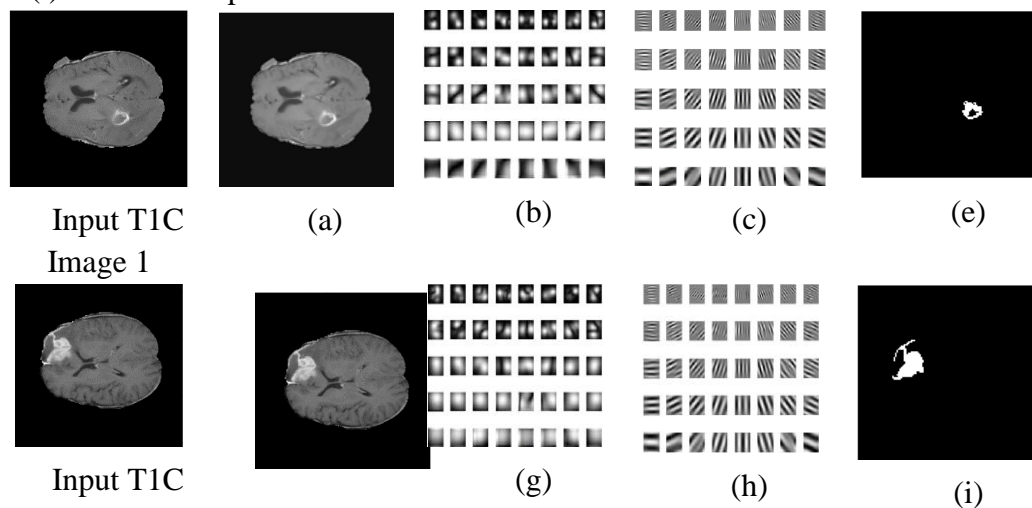 Input T1C
Image 1
(a)
(b)
(c)
(e)
Input T1C
(g)
(h)
(i)